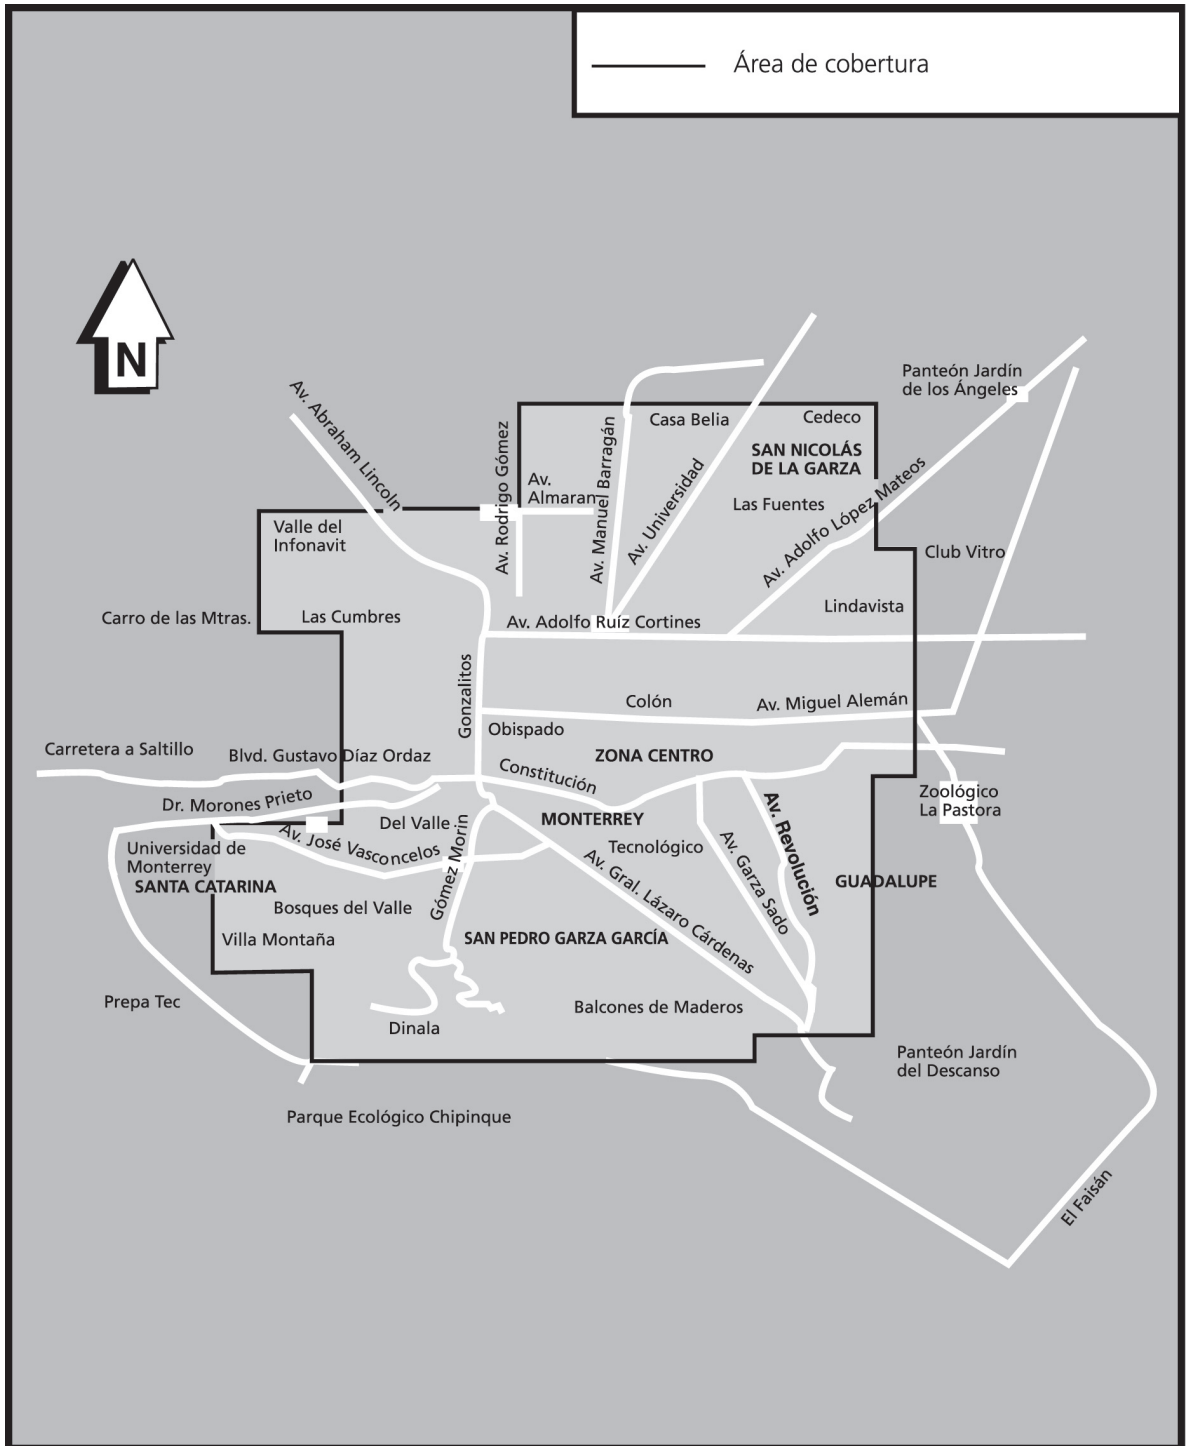 Área de cobertura
N
Panteón Jardín
de los Ángeles
Av. Abraham Lincoln
Av. Rodrigo Gómez
Av. Manuel Barragán
Casa Belia
Cedeco
SAN NICOLÁS
DE LA GARZA
Av. Universidad
Av.
Almaran
Las Fuentes
Av. Adolfo López Mateos
Valle del
Infonavit
Club Vitro
Carro de las Mtras.
Las Cumbres
Av. Adolfo Ruíz Cortines
Lindavista
Gonzalitos
Colón
Av. Miguel Alemán
Obispado
Carretera a Saltillo
Blvd. Gustavo Díaz Ordaz
ZONA CENTRO
Constitución
Dr. Morones Prieto
Zoológico
La Pastora
Del Valle
MONTERREY
Av. Revolución
Av. José Vasconcelos
Gómez Morin
Tecnológico
Av. Garza Sado
Universidad de
Monterrey
SANTA CATARINA
Av. Gral. Lázaro Cárdenas
GUADALUPE
Bosques del Valle
Villa Montaña
SAN PEDRO GARZA GARCÍA
Prepa Tec
Balcones de Maderos
Dinala
Panteón Jardín
del Descanso
Parque Ecológico Chipinque
El Faisán